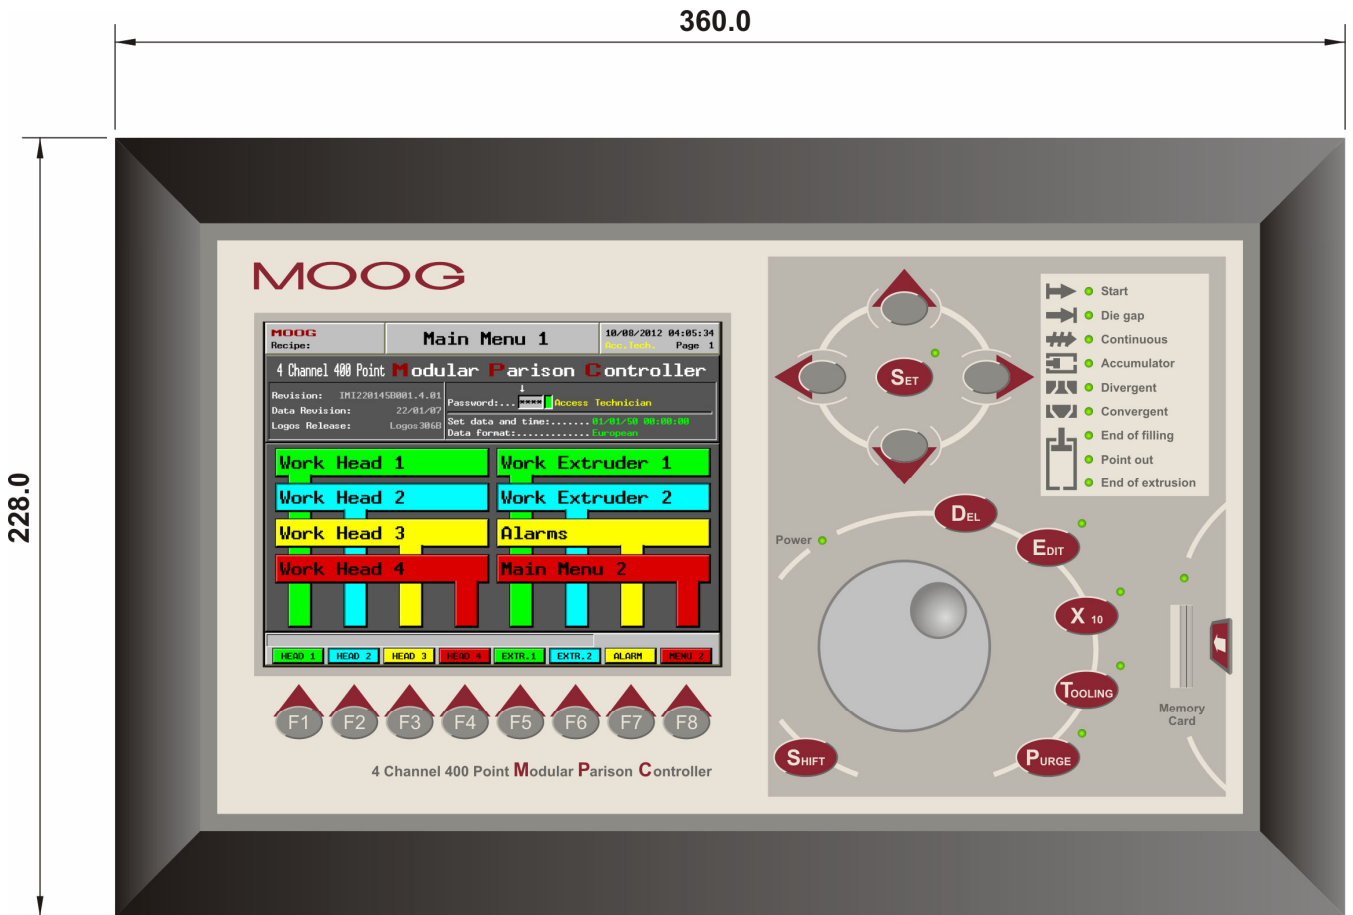 360.0
228.0
MOOG
MOOG
Recipe:
Main Menu 1
10/08/2012 04:05:34
Acc.Tech. Page 1
4 Channel 400 Point Modular Parison Controller
Revision: IMI220145B001.4.01
Data Revision: 22/01/07
Logos Release: Logos306B
↓
Password:... **** Access Technician
Set data and time:....... 01/01/50 00:00:00
Data format:............ European
Work Head 1
Work Extruder 1
Work Head 2
Work Extruder 2
Work Head 3
Alarms
Work Head 4
Main Menu 2
HEAD 1 HEAD 2 HEAD 3 HEAD 4 EXTR.1 EXTR.2 ALARM MENU 2
F1 F2 F3 F4 F5 F6 F7 F8
4 Channel 400 Point Modular Parison Controller
SET
Start
Die gap
Continuous
Accumulator
Divergent
Convergent
End of filling
Point out
End of extrusion
Power
DEL
EDIT
X 10
TOOLING
PURGE
SHIFT
Memory
Card